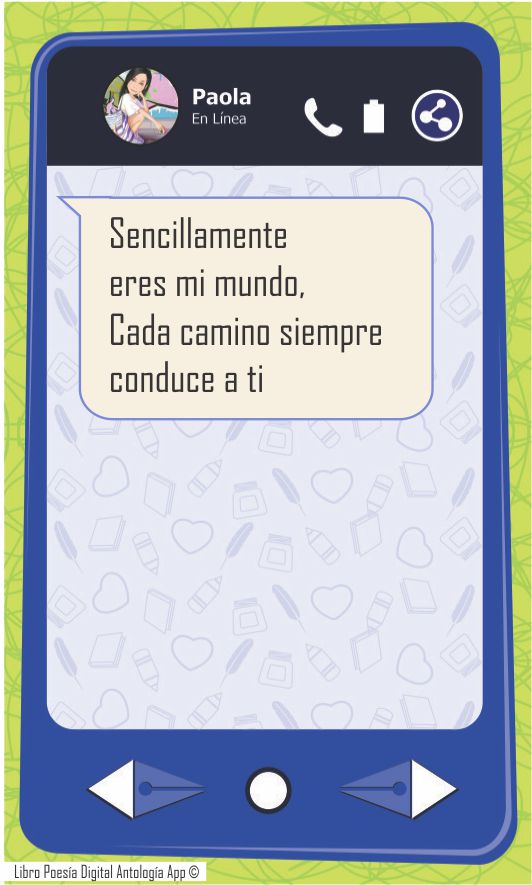 Paola
En Línea
Sencillamente
eres mi mundo,
Cada camino siempre
conduce a ti
Libro Poesía Digital Antología App ©